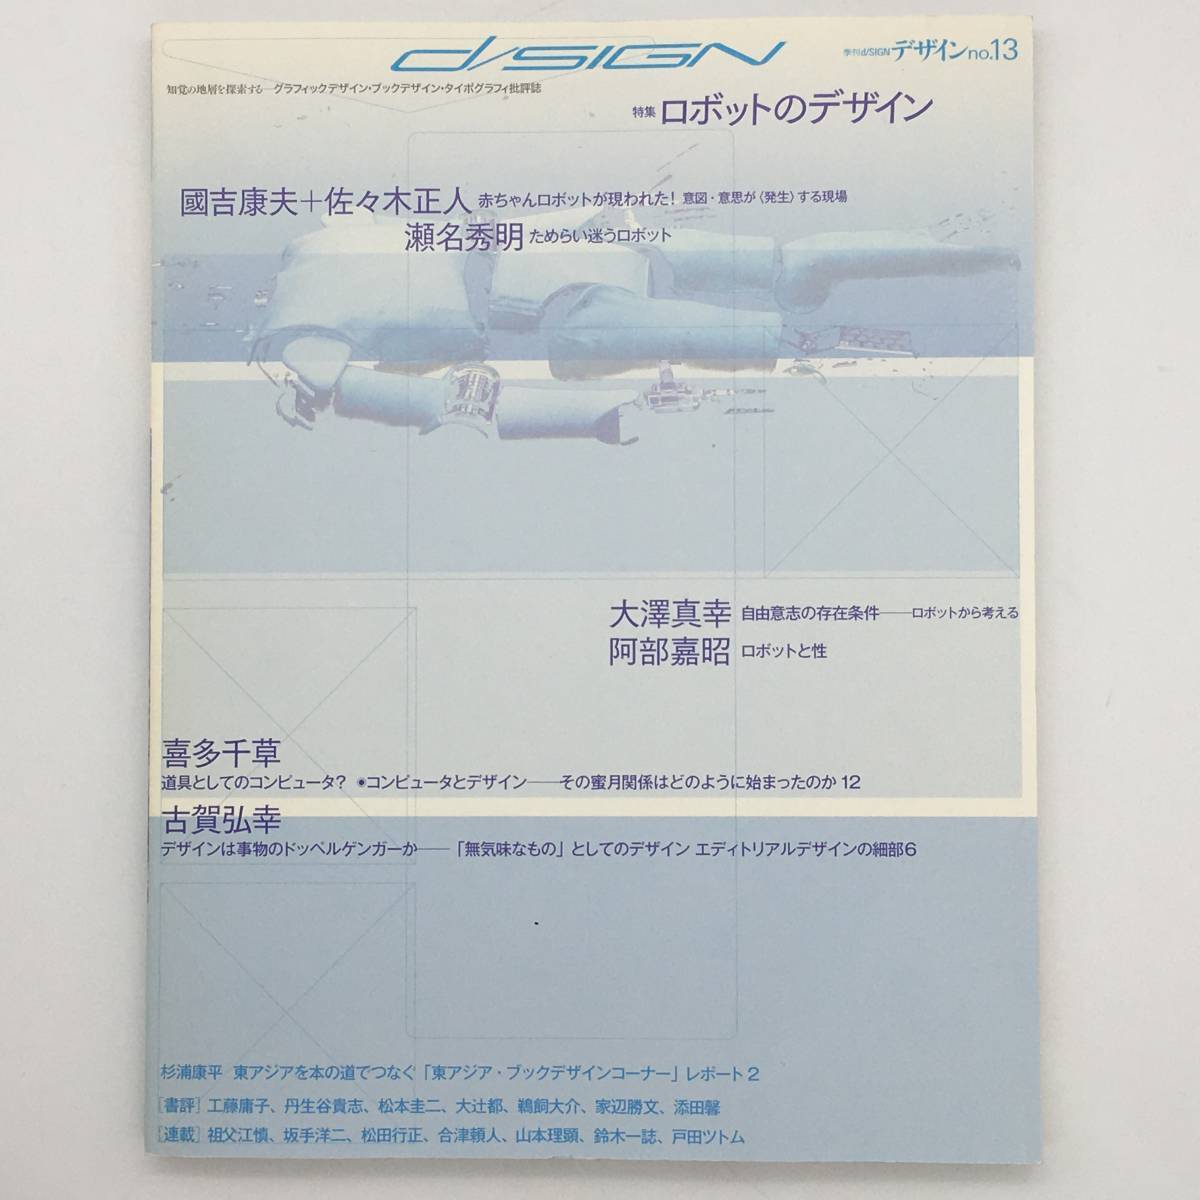 d/SIGN
季刊d/SIGNデザインno.13
知覚の地層を探索する—グラフィックデザイン・ブックデザイン・タイポグラフィ批評誌
特集 ロボットのデザイン
國吉康夫＋佐々木正人 赤ちゃんロボットが現われた! 意図・意思が〈発生〉する現場
瀬名秀明 ためらい迷うロボット
大澤真幸 自由意志の存在条件――ロボットから考える
阿部嘉昭 ロボットと性
喜多千草
道具としてのコンピュータ? ◉コンピュータとデザイン――その蜜月関係はどのように始まったのか 12
古賀弘幸
デザインは事物のドッペルゲンガーか――「無気味なもの」としてのデザイン エディトリアルデザインの細部6
杉浦康平 東アジアを本の道でつなぐ「東アジア・ブックデザインコーナー」レポート2
[書評] 工藤庸子、丹生谷貴志、松本圭二、大辻都、鵜飼大介、家辺勝文、添田馨
[連載] 祖父江慎、坂手洋二、松田行正、合津頼人、山本理顕、鈴木一誌、戸田ツトム